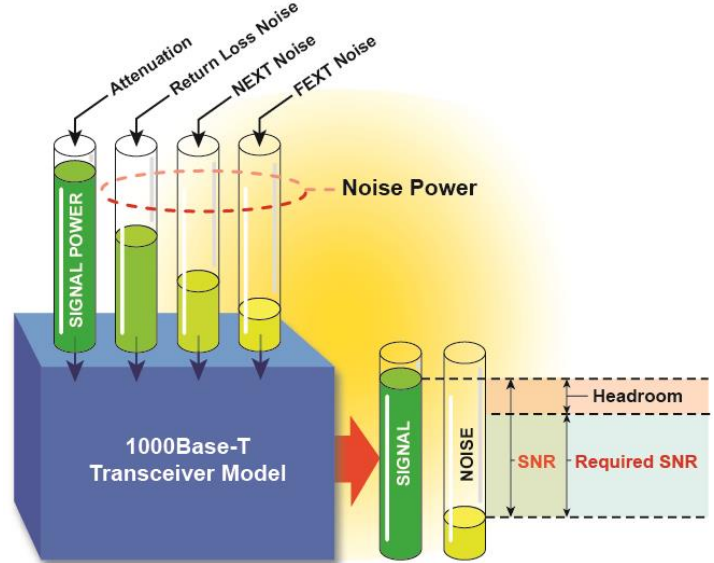 Attenuation
Return Loss Noise
NEXT Noise
FEXT Noise
SIGNAL POWER
Noise Power
1000Base-T
Transceiver Model
SIGNAL
NOISE
Headroom
SNR
Required SNR